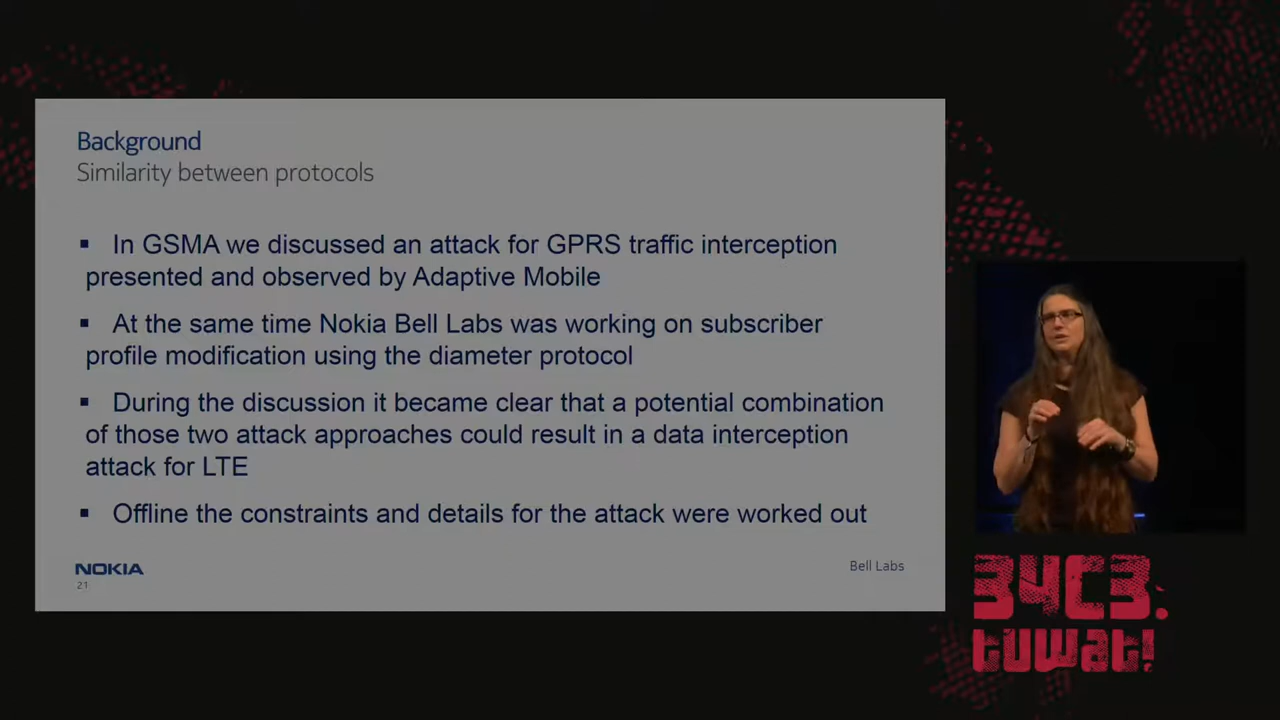 Background
Similarity between protocols
▪ In GSMA we discussed an attack for GPRS traffic interception
presented and observed by Adaptive Mobile
▪ At the same time Nokia Bell Labs was working on subscriber
profile modification using the diameter protocol
▪ During the discussion it became clear that a potential combination
of those two attack approaches could result in a data interception
attack for LTE
▪ Offline the constraints and details for the attack were worked out
NOKIA
21
Bell Labs
34C3.
tuwat!